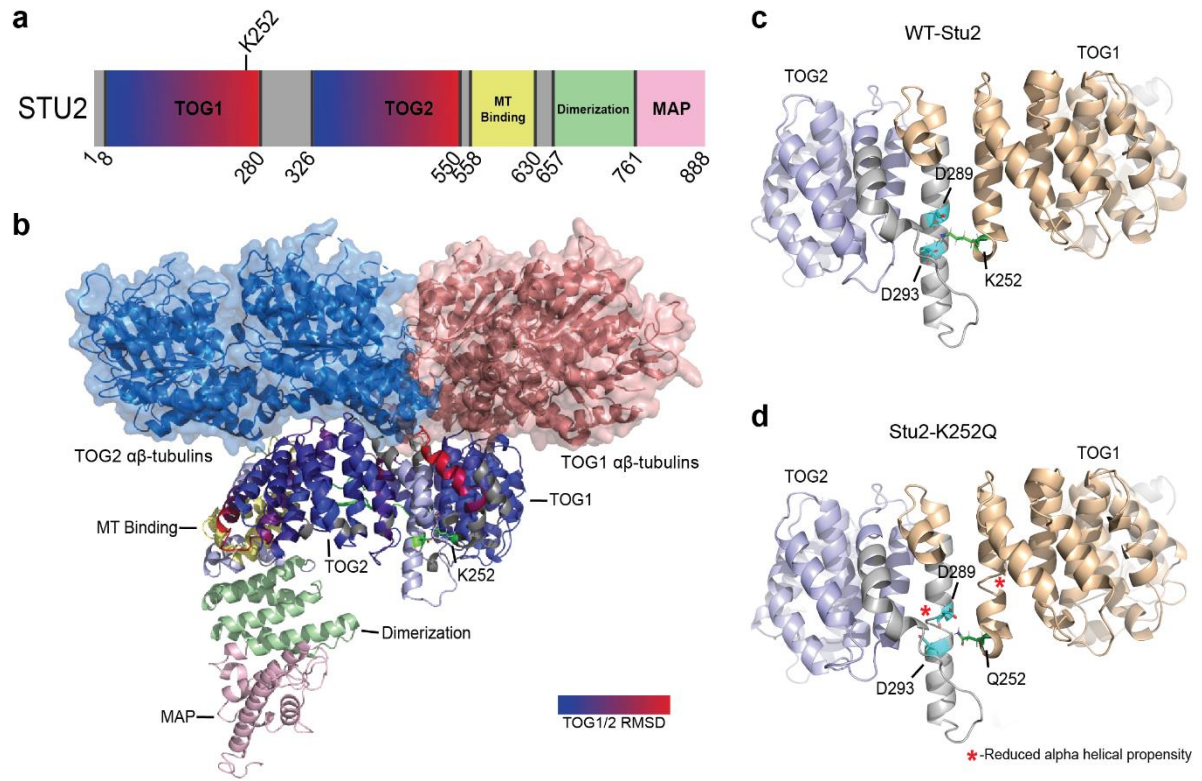 a
K252
STU2
TOG1
TOG2
MT
Binding
Dimerization
MAP
1
8
280
326
550
558
630
657
761
888
b
TOG2 αβ-tubulins
TOG1 αβ-tubulins
MT Binding
TOG2
TOG1
K252
Dimerization
MAP
TOG1/2 RMSD
c
WT-Stu2
TOG2
TOG1
D289
D293
K252
d
Stu2-K252Q
TOG2
TOG1
D289
*
*
D293
Q252
*-Reduced alpha helical propensity